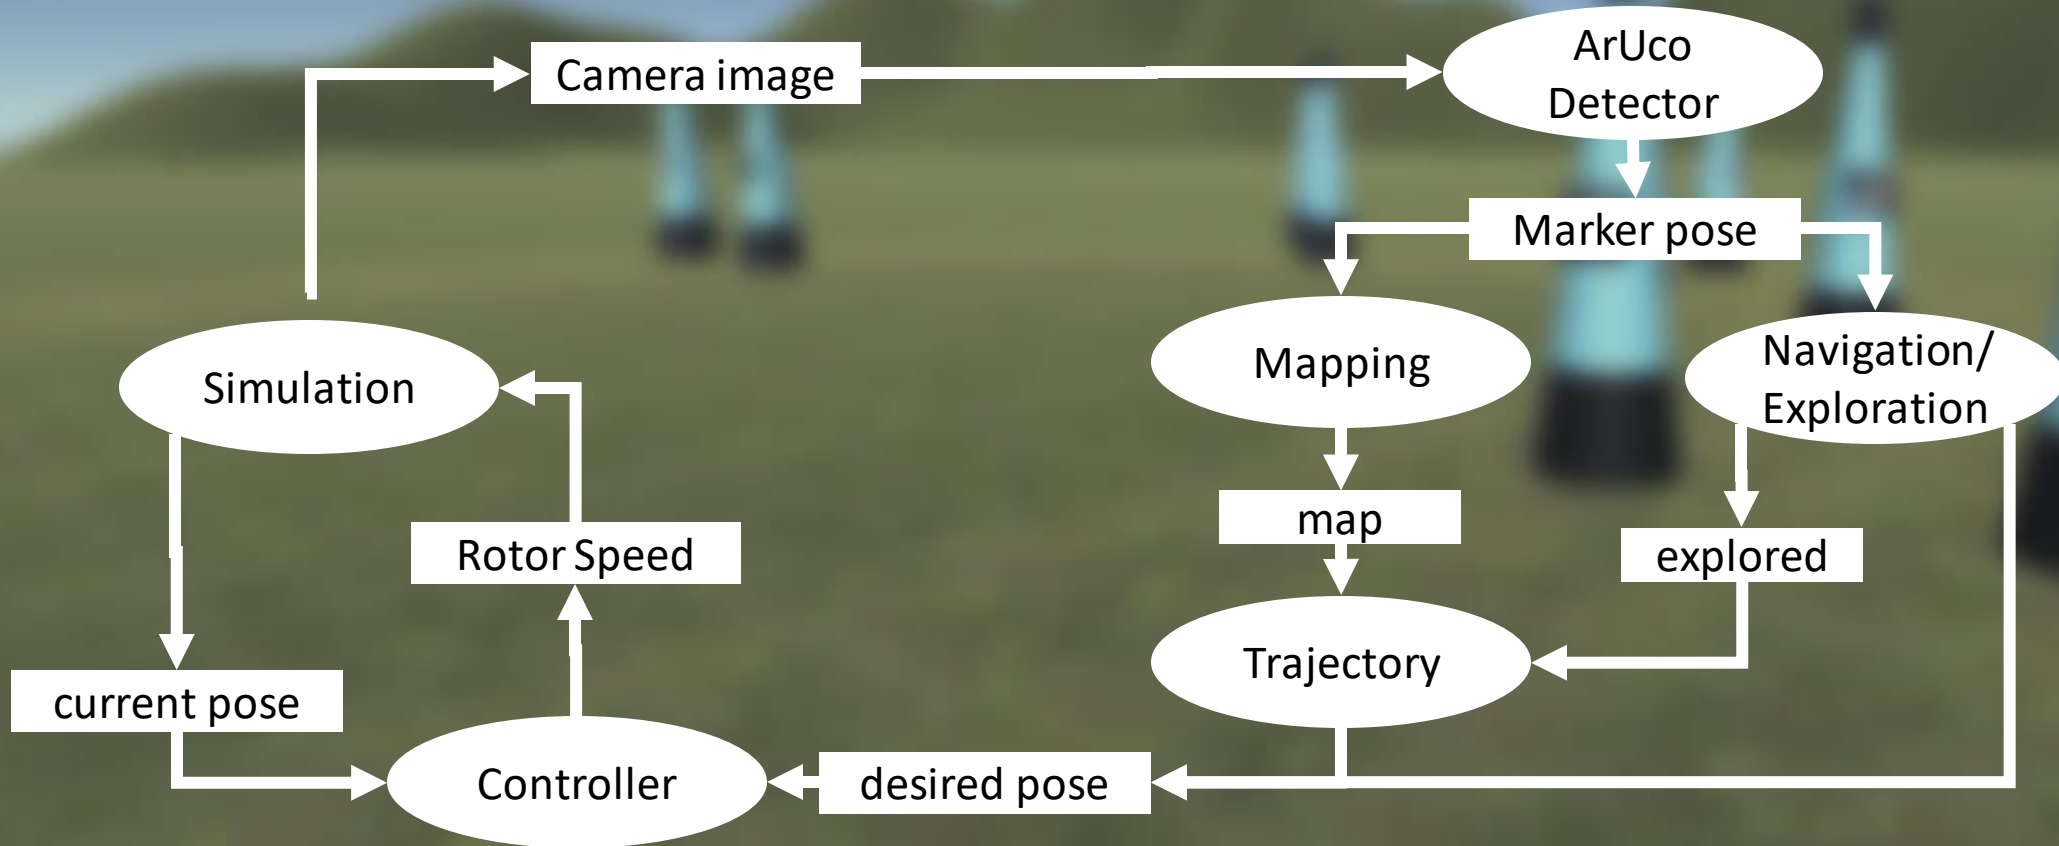 Camera image
ArUco
Detector
Marker pose
Mapping
Navigation/
Exploration
Simulation
map
Rotor Speed
explored
Trajectory
current pose
Controller
desired pose